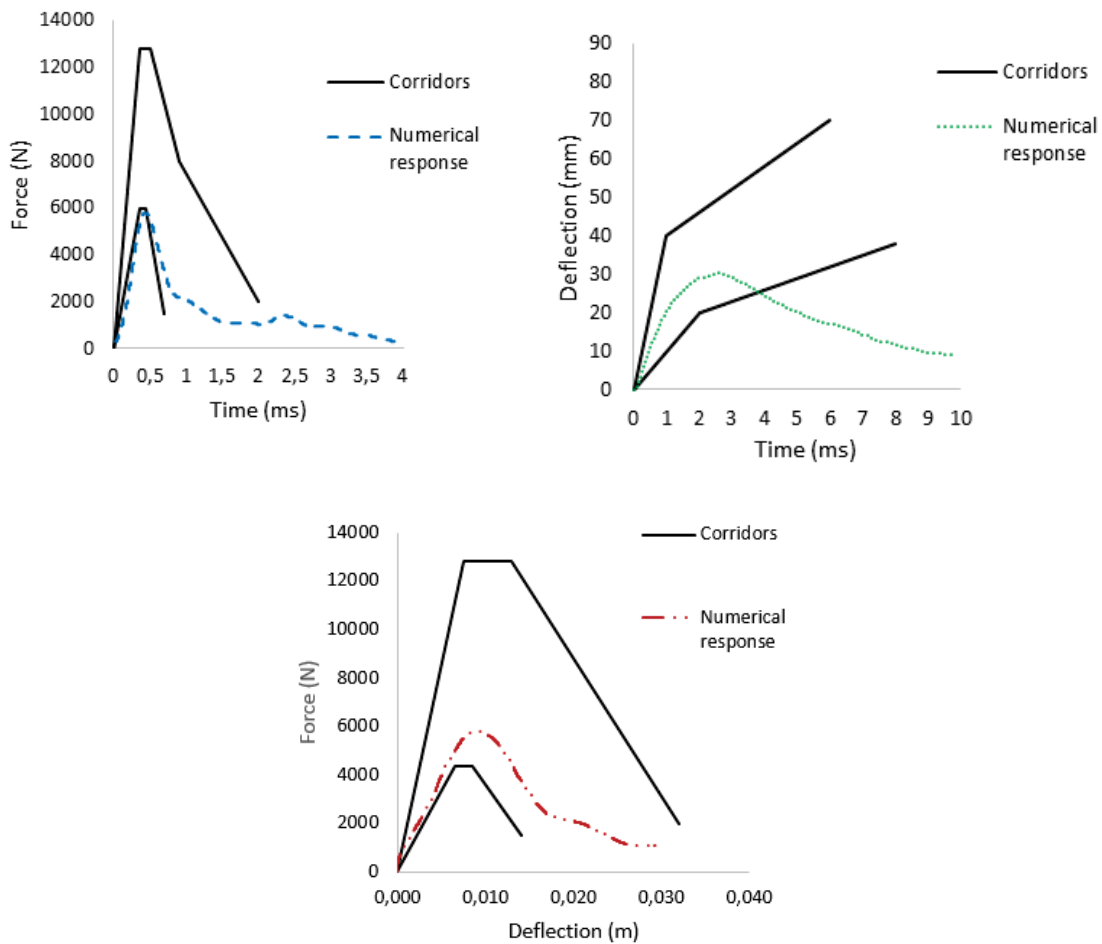 14000
12000
10000
8000
6000
4000
2000
0
Force (N)
0 0,5 1 1,5 2 2,5 3 3,5 4
Time (ms)
Corridors
Numerical
response
90
80
70
60
50
40
30
20
10
0
Deflection (mm)
0 1 2 3 4 5 6 7 8 9 10
Time (ms)
Corridors
Numerical
response
14000
12000
10000
8000
6000
4000
2000
0
Force (N)
0,000 0,010 0,020 0,030 0,040
Deflection (m)
Corridors
Numerical
response